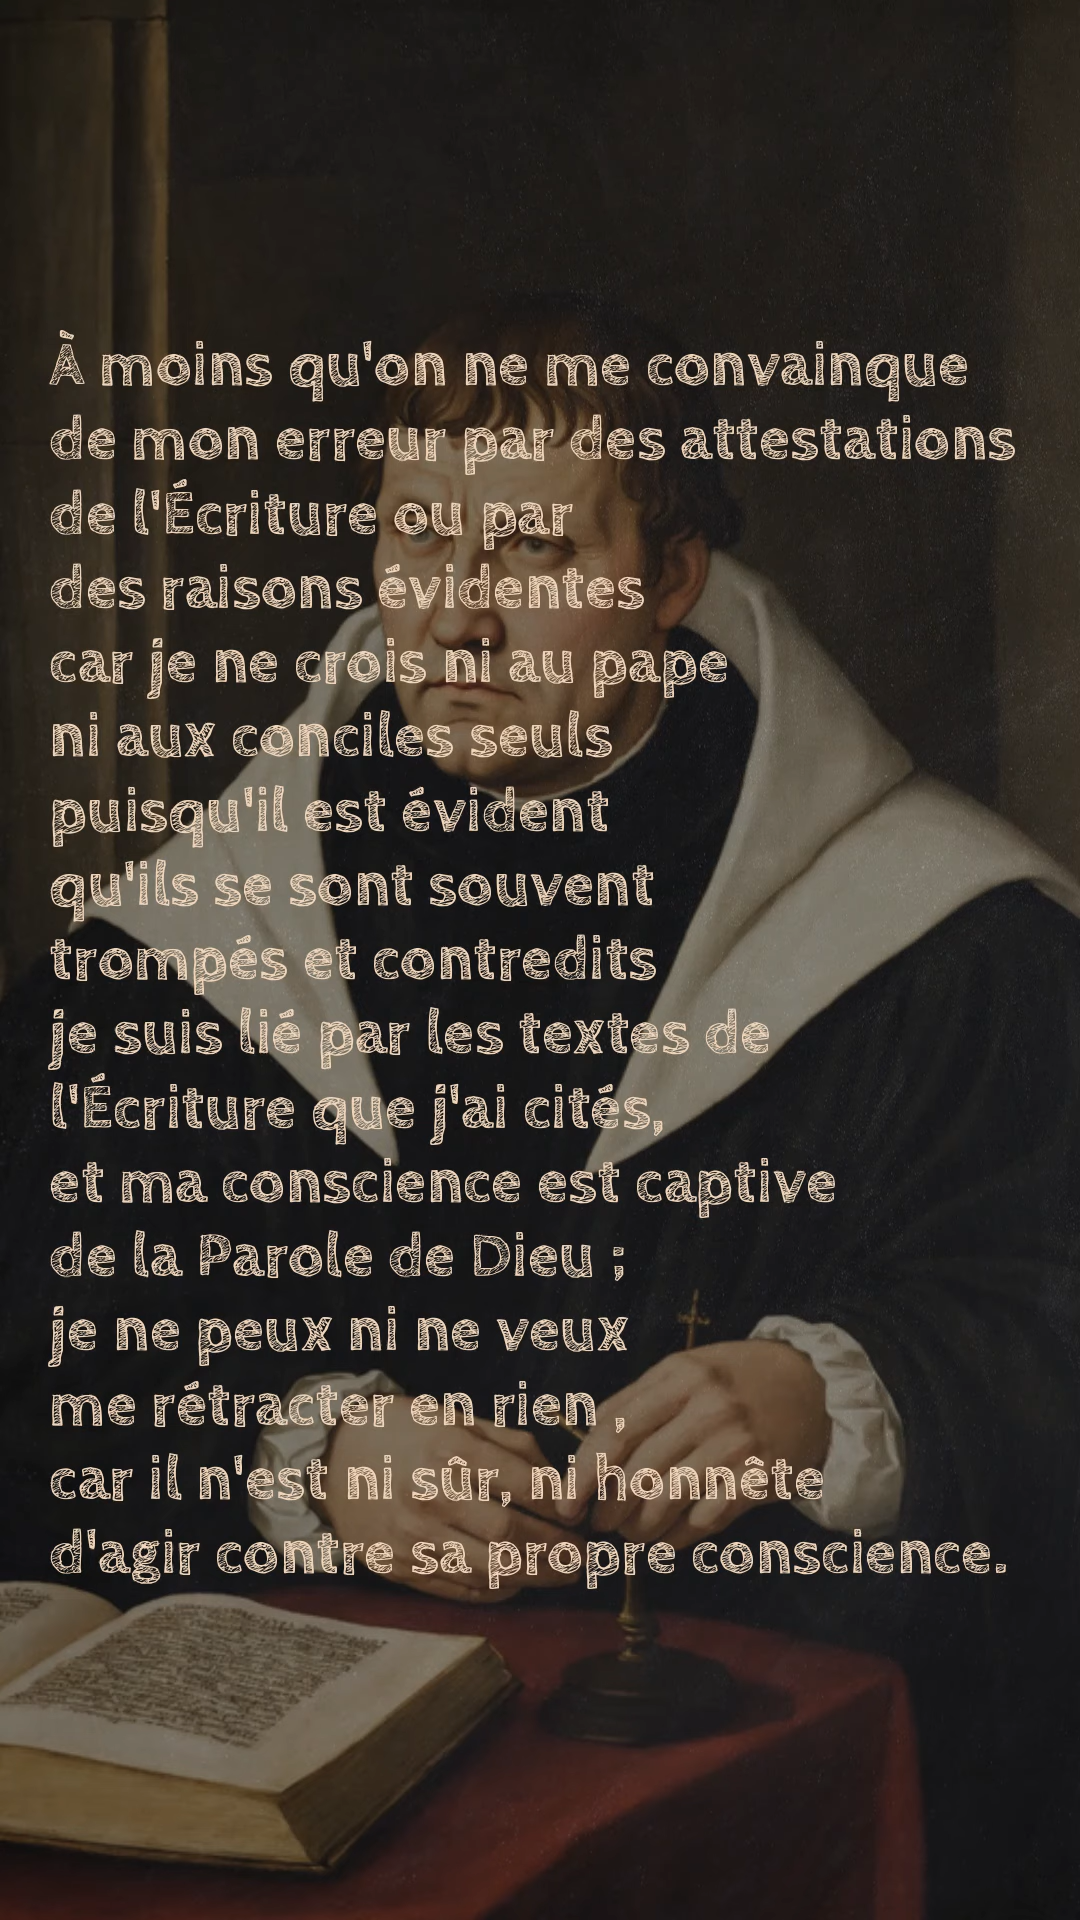 À moins qu'on ne me convainque
de mon erreur par des attestations
de l'Écriture ou par
des raisons évidentes
car je ne crois ni au pape
ni aux conciles seuls
puisqu'il est évident
qu'ils se sont souvent
trompés et contredits
je suis lié par les textes de
l'Écriture que j'ai cités,
et ma conscience est captive
de la Parole de Dieu ;
je ne peux ni ne veux
me rétracter en rien ,
car il n'est ni sûr, ni honnête
d'agir contre sa propre conscience.